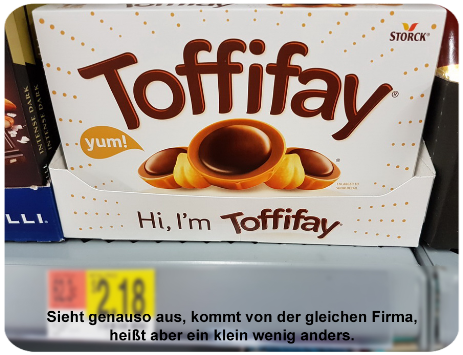 STORCK®
Toffifay®
yum!
INTENSE DARK
INTENSE DARK
LLI.
Hi, I'm Toffifay®
2.18
Sieht genauso aus, kommt von der gleichen Firma,
heißt aber ein klein wenig anders.